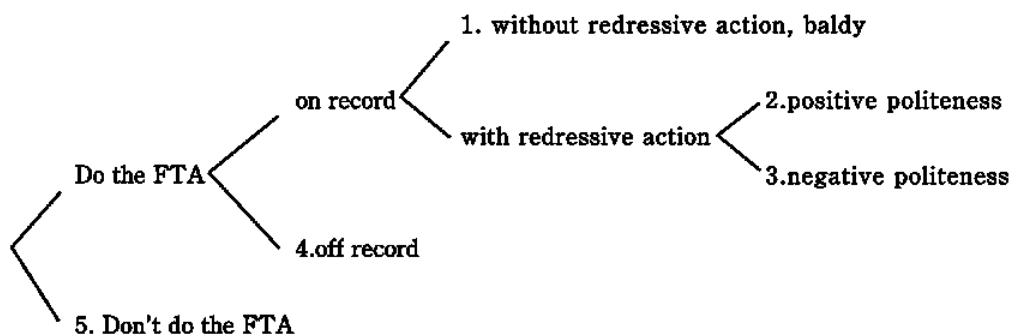 1. without redressive action, baldy
on record
2.positive politeness
with redressive action
Do the FTA
3.negative politeness
4.off record
5. Don't do the FTA